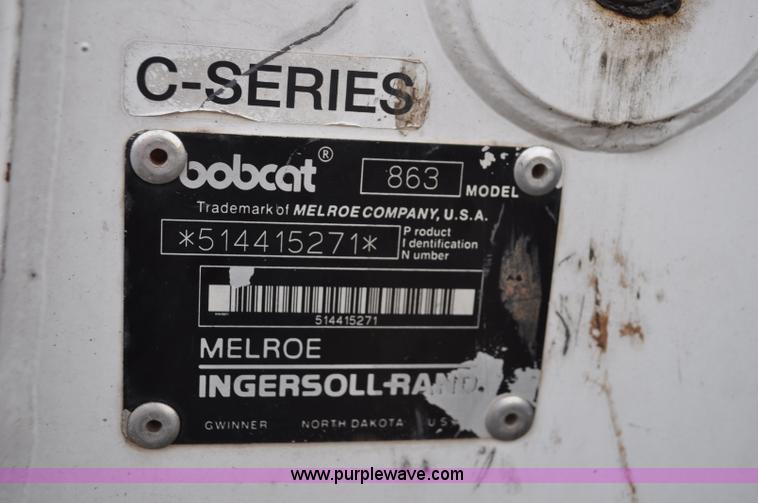 C-SERIES
bobcat ®
863 MODEL
Trademark of MELROE COMPANY, U.S.A.
*514415271* Product
Identification
Number
514415271
MELROE
INGERSOLL-RAND
GWINNER NORTH DAKOTA US
www.purplewave.com